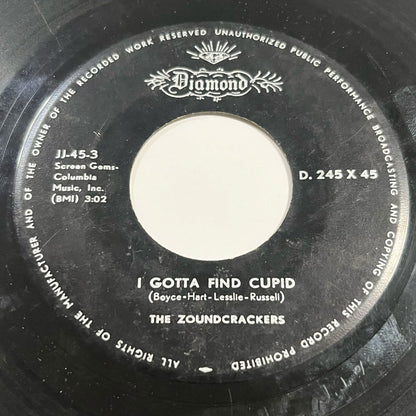 ALL RIGHTS OF THE MANUFACTURER AND OF THE OWNER OF THE RECORDED WORK RESERVED UNAUTHORIZED PUBLIC PERFORMANCE BROADCASTING AND COPYING OF THIS RECORD PROHIBITED
Diamond
JJ-45-3
Screen Gems-
Columbia
Music, Inc.
(BMI) 3:02
D. 245 X 45
I GOTTA FIND CUPID
(Boyce-Hart-Lesslie-Russell)
THE ZOUNDCRACKERS